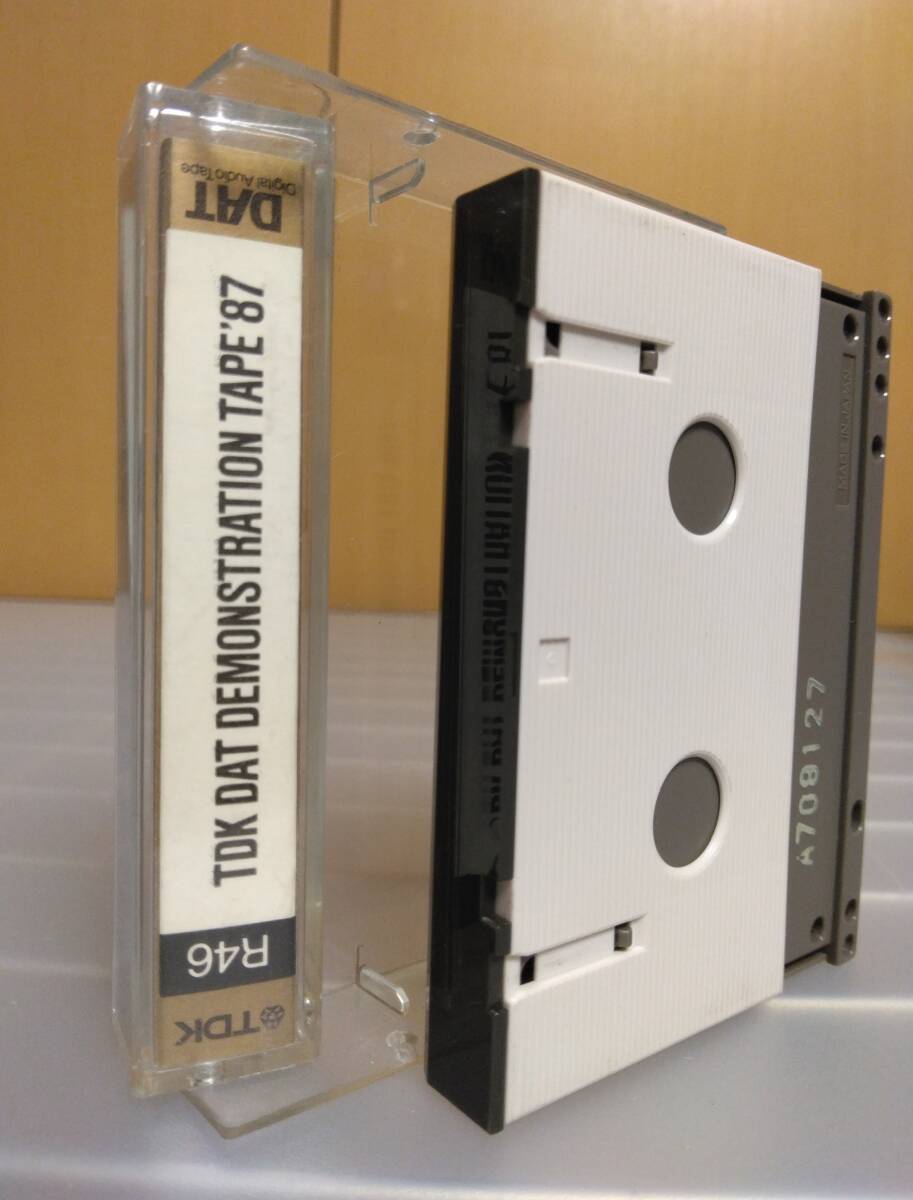 DAT
Digital Audio Tape
TDK DAT DEMONSTRATION TAPE'87
R46
TDK
MADE IN JAPAN
A708127